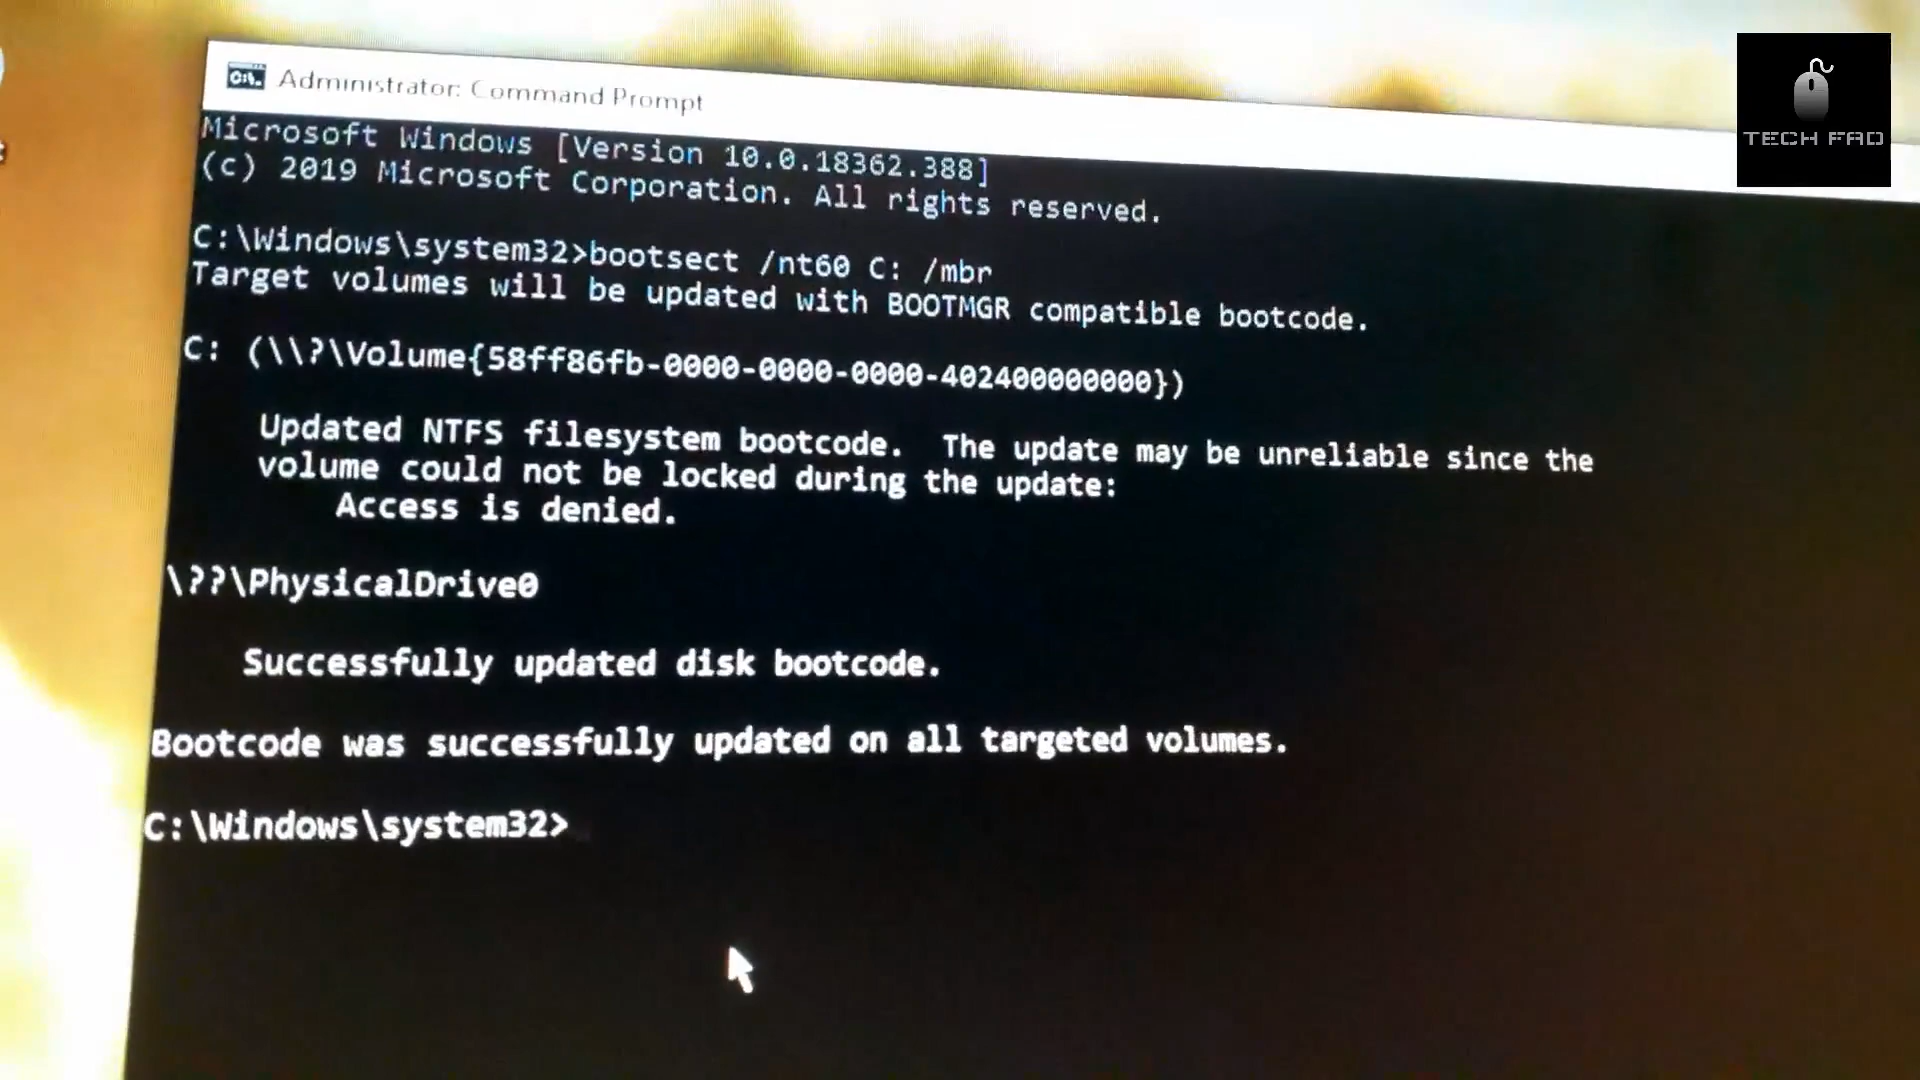 Administrator: Command Prompt
TECH FAD
Microsoft Windows [Version 10.0.18362.388]
(c) 2019 Microsoft Corporation. All rights reserved.
C:\Windows\system32>bootsect /nt60 C: /mbr
Target volumes will be updated with BOOTMGR compatible bootcode.
C: (\\?\Volume{58ff86fb-0000-0000-0000-402400000000})
Updated NTFS filesystem bootcode.  The update may be unreliable since the
volume could not be locked during the update:
Access is denied.
\??\PhysicalDrive0
Successfully updated disk bootcode.
Bootcode was successfully updated on all targeted volumes.
C:\Windows\system32>